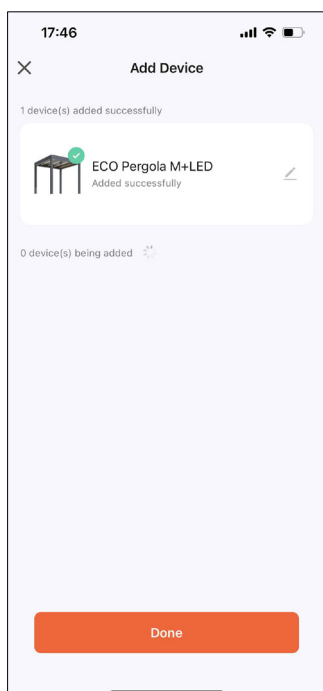 17:46
Add Device
1 device(s) added successfully
ECO Pergola M+LED
Added successfully
0 device(s) being added
Done